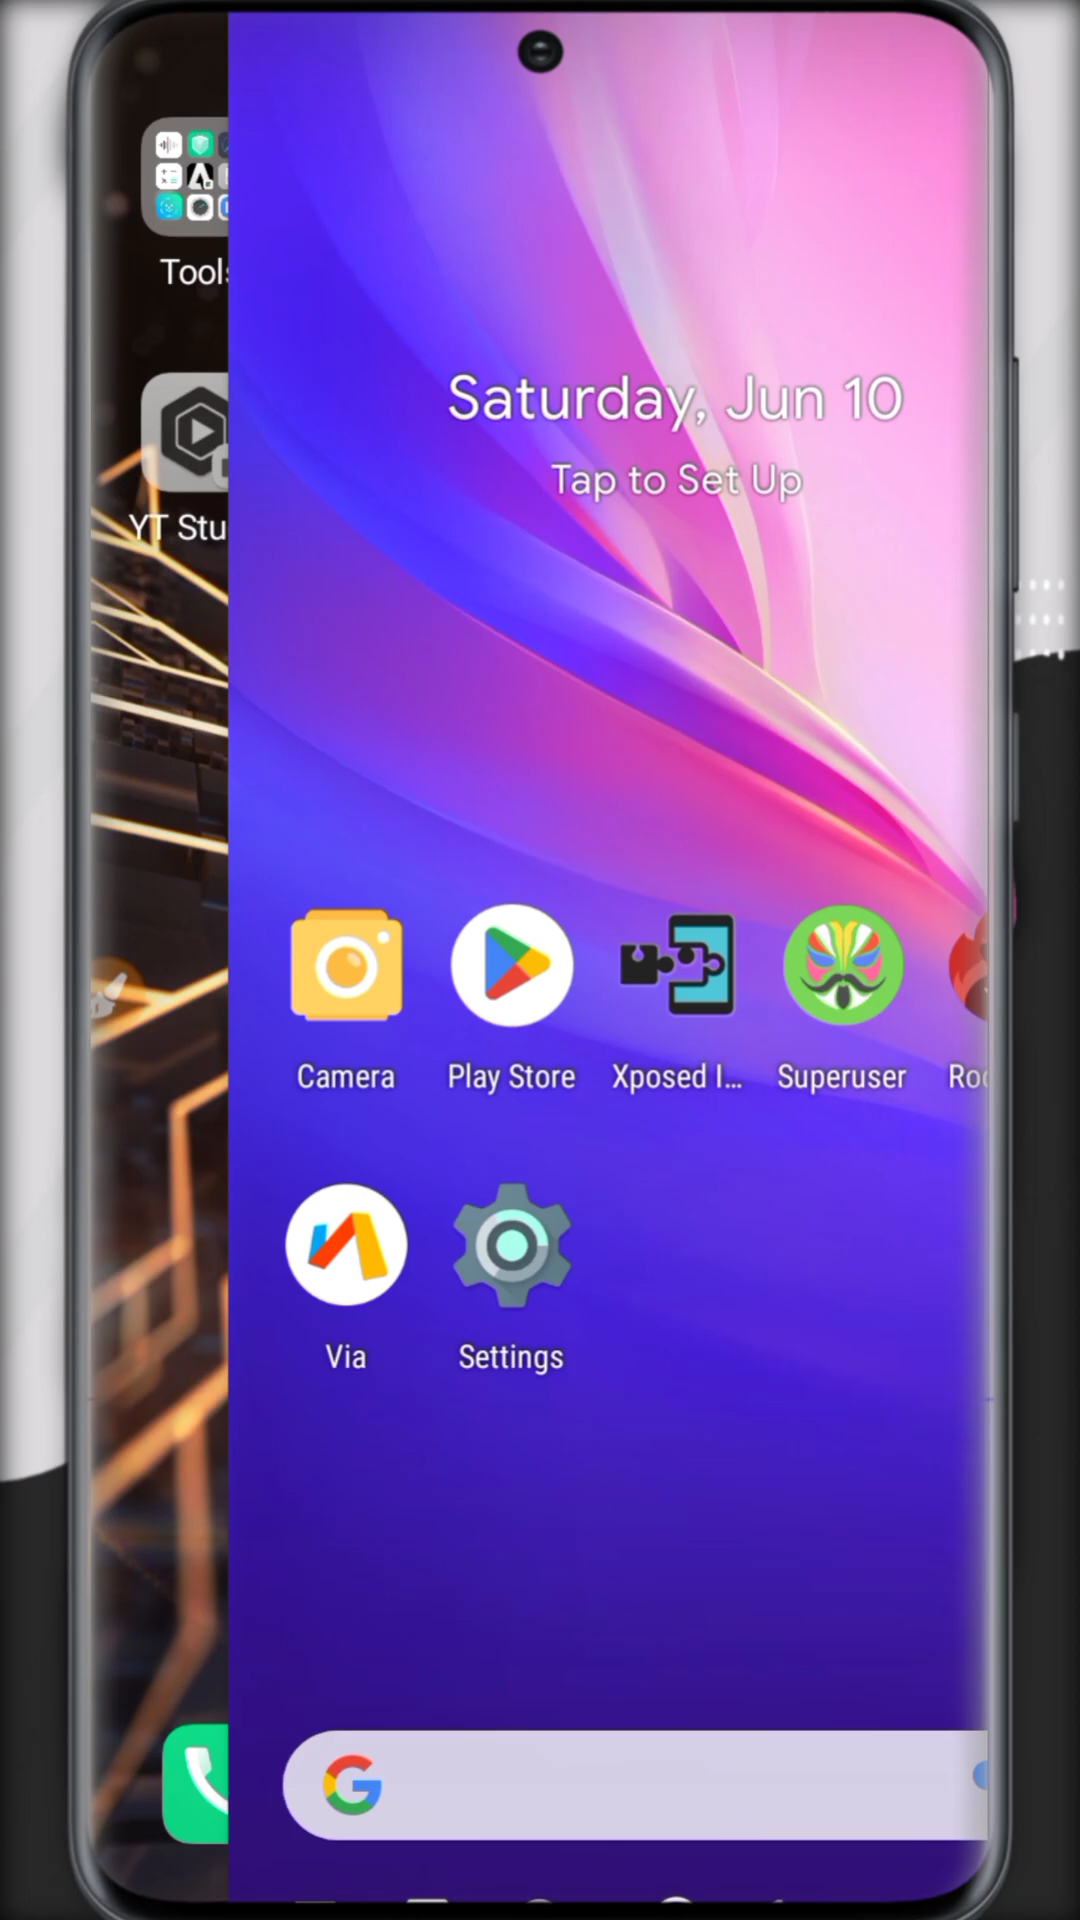 Tools
YT Stu
Saturday, Jun 10
Tap to Set Up
Camera
Play Store
Xposed I...
Superuser
Roo
Via
Settings